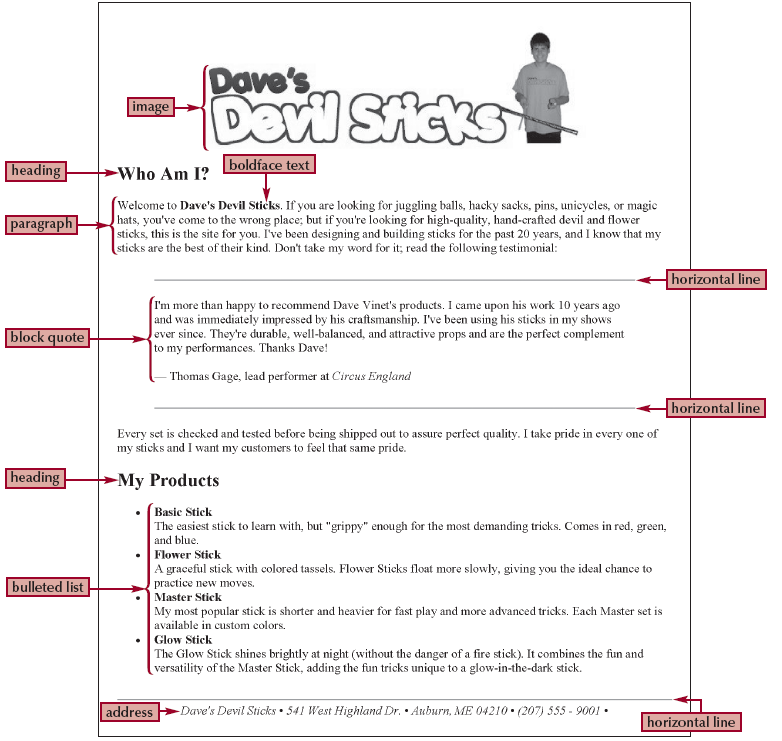 Dave's
Devil Sticks
image
heading
Who Am I?
boldface text
paragraph
Welcome to Dave's Devil Sticks. If you are looking for juggling balls, hacky sacks, pins, unicycles, or magic
hats, you've come to the wrong place; but if you're looking for high-quality, hand-crafted devil and flower
sticks, this is the site for you. I've been designing and building sticks for the past 20 years, and I know that my
sticks are the best of their kind. Don't take my word for it; read the following testimonial:
horizontal line
block quote
I'm more than happy to recommend Dave Vinet's products. I came upon his work 10 years ago
and was immediately impressed by his craftsmanship. I've been using his sticks in my shows
ever since. They're durable, well-balanced, and attractive props and are the perfect complement
to my performances. Thanks Dave!
— Thomas Gage, lead performer at Circus England
horizontal line
Every set is checked and tested before being shipped out to assure perfect quality. I take pride in every one of
my sticks and I want my customers to feel that same pride.
heading
My Products
bulleted list
• Basic Stick
The easiest stick to learn with, but "grippy" enough for the most demanding tricks. Comes in red, green,
and blue.
• Flower Stick
A graceful stick with colored tassels. Flower Sticks float more slowly, giving you the ideal chance to
practice new moves.
• Master Stick
My most popular stick is shorter and heavier for fast play and more advanced tricks. Each Master set is
available in custom colors.
• Glow Stick
The Glow Stick shines brightly at night (without the danger of a fire stick). It combines the fun and
versatility of the Master Stick, adding the fun tricks unique to a glow-in-the-dark stick.
address
Dave's Devil Sticks • 541 West Highland Dr. • Auburn, ME 04210 • (207) 555 - 9001 •
horizontal line